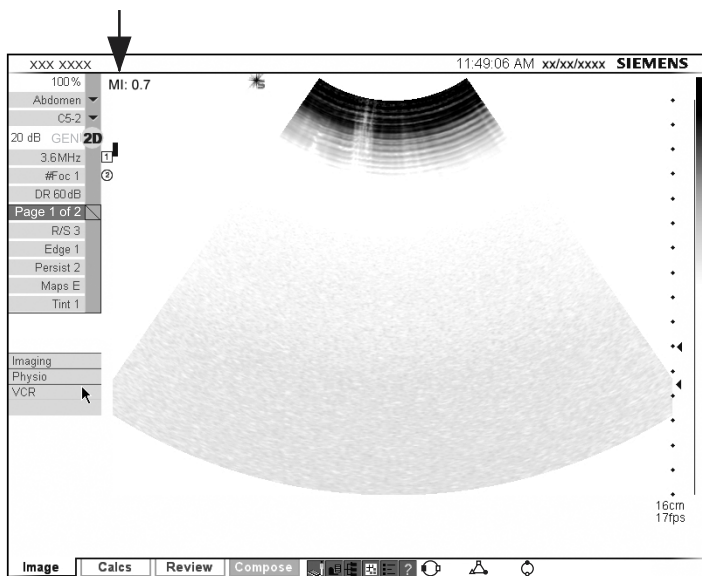 XXX XXXX 11:49:06 AM xx/xx/xxxx SIEMENS
100%
MI: 0.7
S
Abdomen
C5-2
20 dB GEN 2D
3.6MHz 1
#Foc 1 2
DR 60dB
Page 1 of 2
R/S 3
Edge 1
Persist 2
Maps E
Tint 1
Imaging
Physio
VCR
16cm
17fps
Image Calcs Review Compose ?